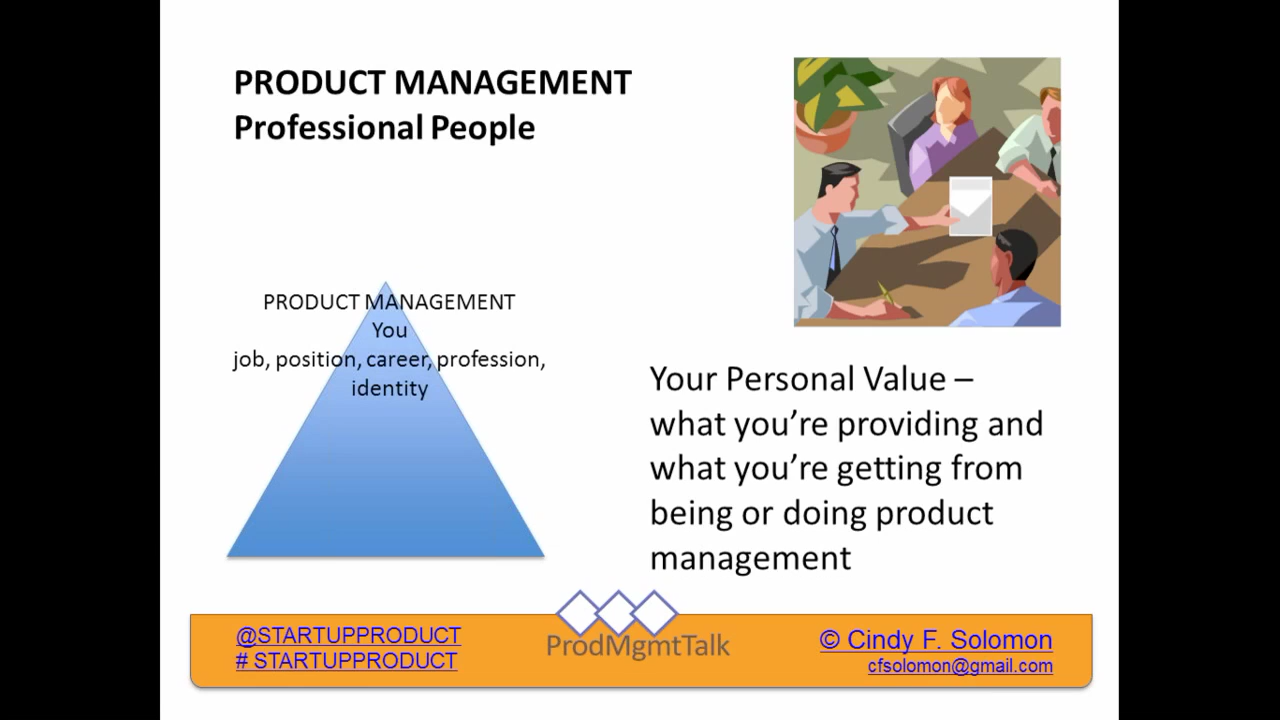 PRODUCT MANAGEMENT
Professional People
PRODUCT MANAGEMENT
You
job, position, career, profession,
identity
Your Personal Value –
what you’re providing and
what you’re getting from
being or doing product
management
@STARTUPPRODUCT
# STARTUPPRODUCT
ProdMgmtTalk
© Cindy F. Solomon
cfsolomon@gmail.com